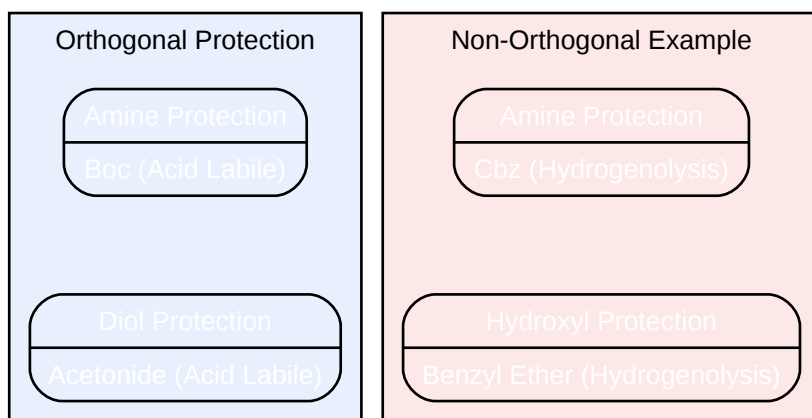 Orthogonal Protection
Amine Protection
Boc (Acid Labile)
Diol Protection
Acetonide (Acid Labile)
Non-Orthogonal Example
Amine Protection
Cbz (Hydrogenolysis)
Hydroxyl Protection
Benzyl Ether (Hydrogenolysis)